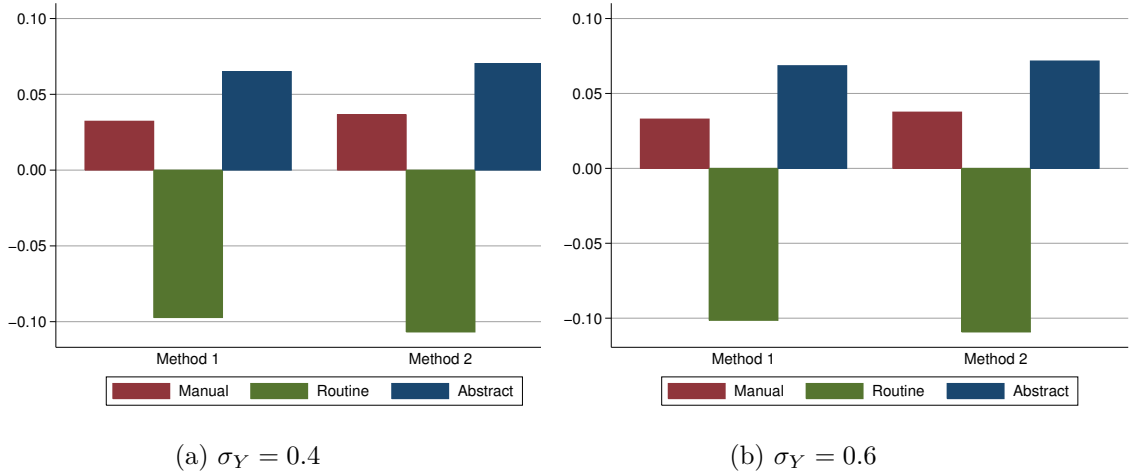 0.10
0.05
0.00
−0.05
−0.10
Method 1 Method 2
Manual Routine Abstract
(a) σ_Y = 0.4
0.10
0.05
0.00
−0.05
−0.10
Method 1 Method 2
Manual Routine Abstract
(b) σ_Y = 0.6